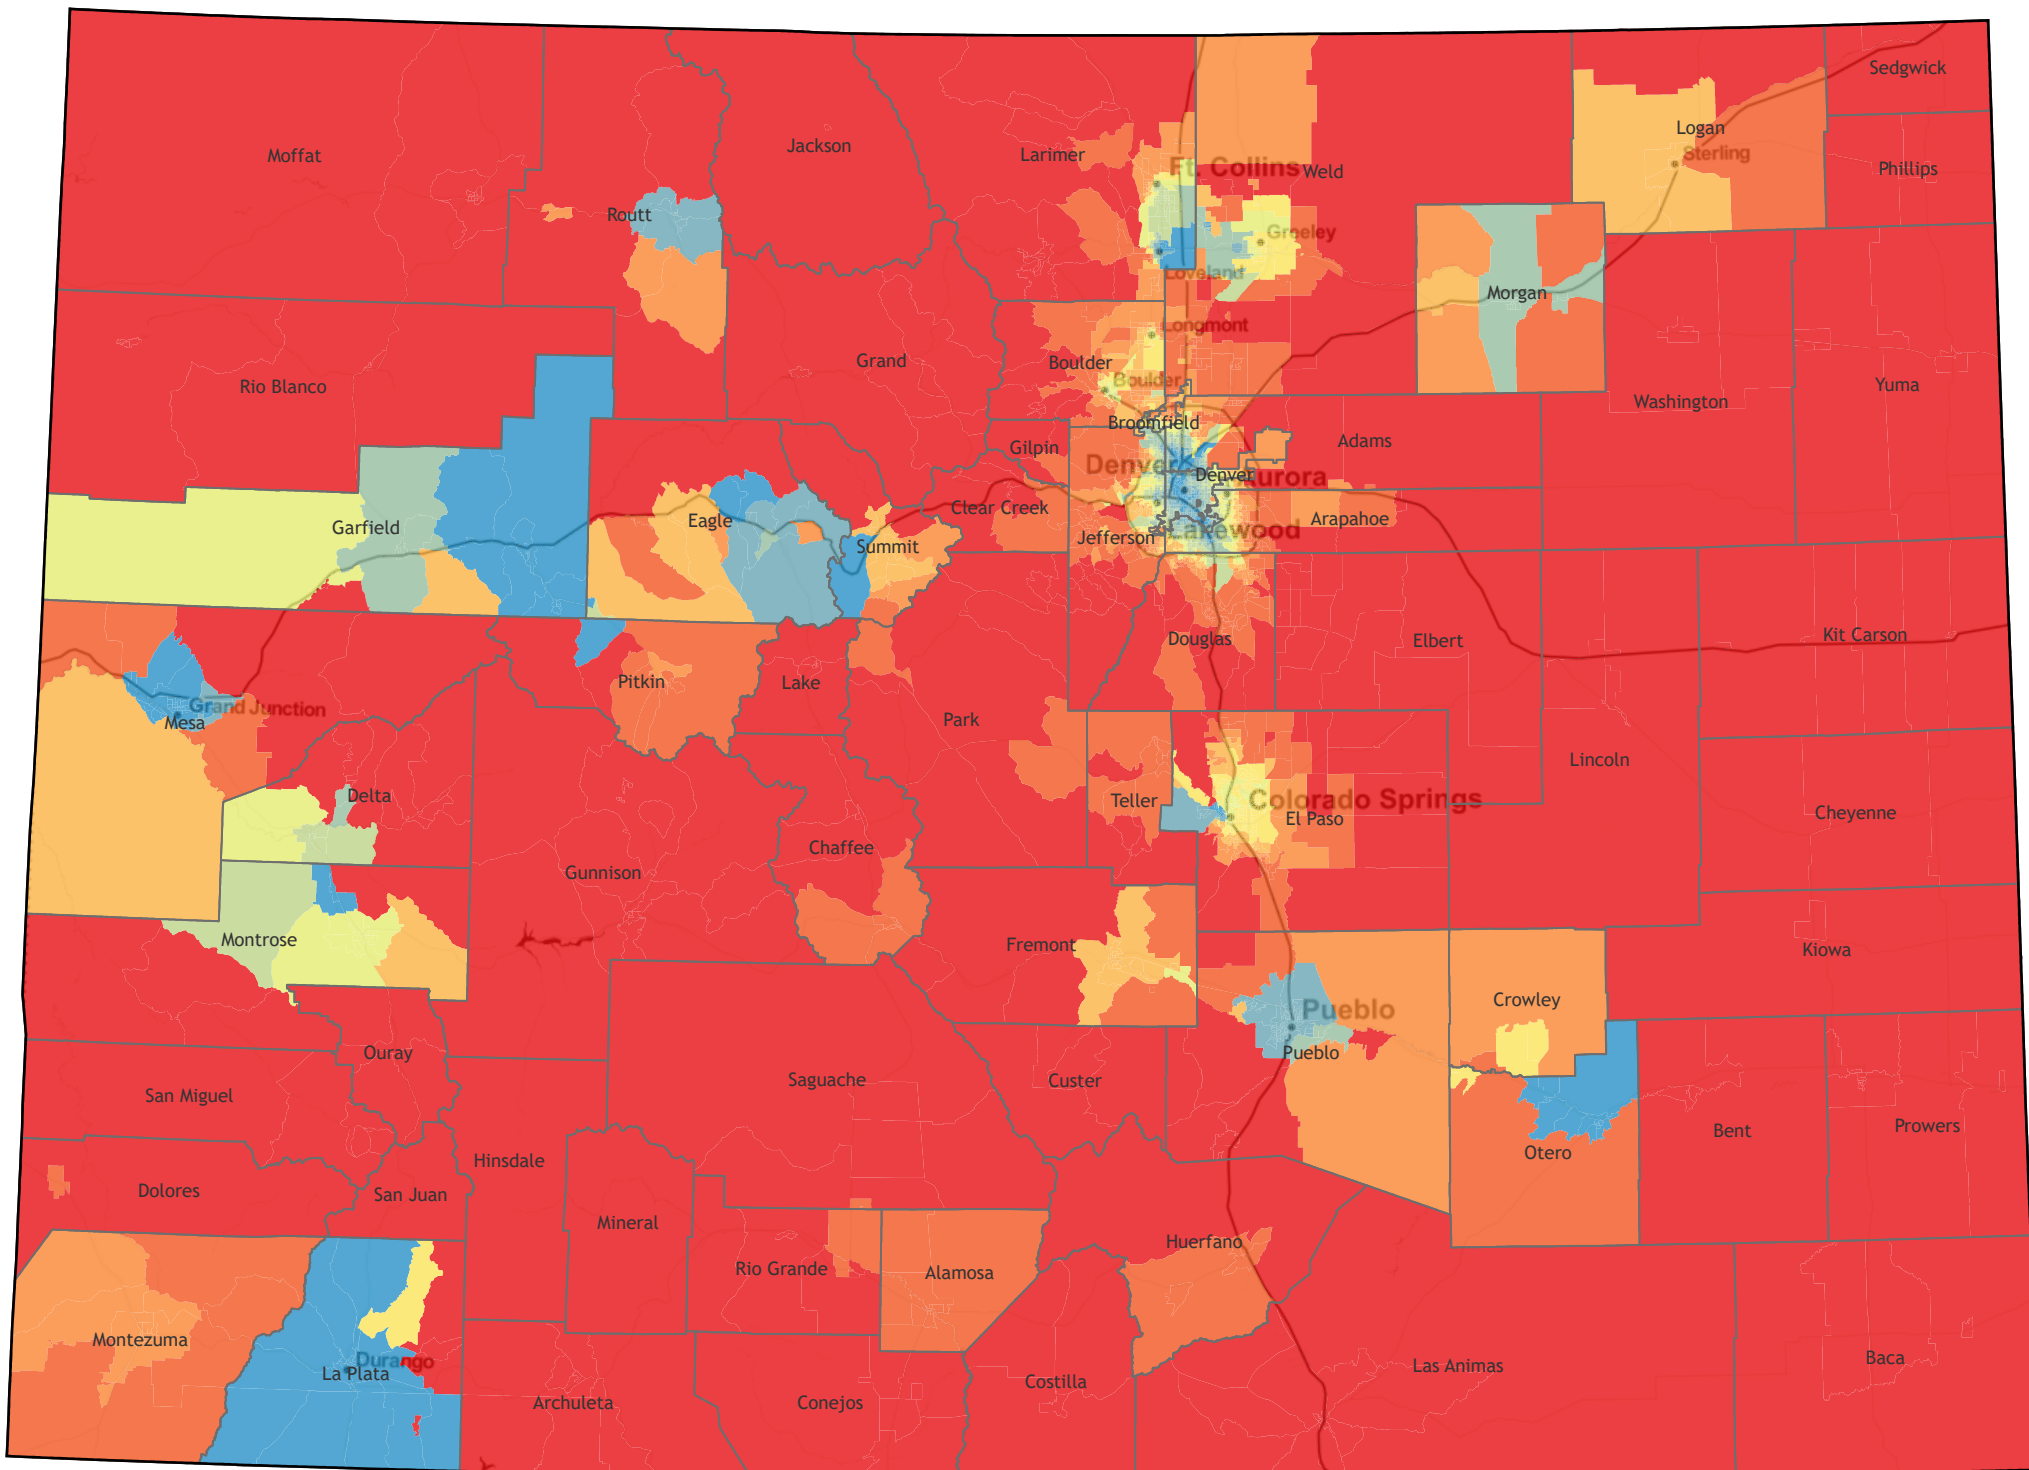 Sedgwick
Logan
Jackson
Sterling
Moffat
Larimer
Ft. Collins
Weld
Phillips
Routt
Greeley
Loveland
Morgan
Longmont
Grand
Boulder
Boulder
Rio Blanco
Yuma
Washington
Broomfield
Adams
Gilpin
Denver
Denver
Aurora
Garfield
Eagle
Clear Creek
Arapahoe
Lakewood
Jefferson
Summit
Douglas
Elbert
Kit Carson
Pitkin
Lake
Grand Junction
Mesa
Park
Lincoln
Delta
Teller
Colorado Springs
El Paso
Cheyenne
Chaffee
Gunnison
Montrose
Fremont
Kiowa
Crowley
Pueblo
Ouray
Pueblo
San Miguel
Saguache
Custer
Prowers
Bent
Otero
Hinsdale
Dolores
San Juan
Mineral
Huerfano
Rio Grande
Alamosa
Montezuma
Durango
La Plata
Las Animas
Baca
Costilla
Archuleta
Conejos